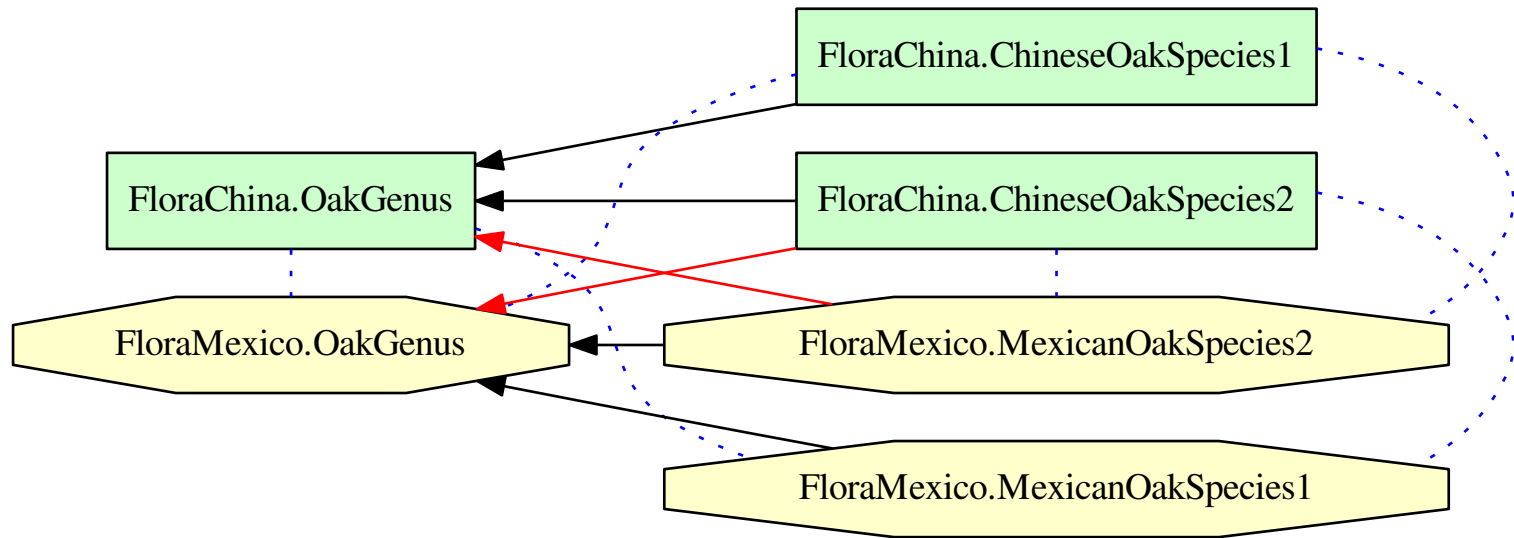 FloraChina.ChineseOakSpecies1
FloraChina.OakGenus
FloraChina.ChineseOakSpecies2
FloraMexico.OakGenus
FloraMexico.MexicanOakSpecies2
FloraMexico.MexicanOakSpecies1